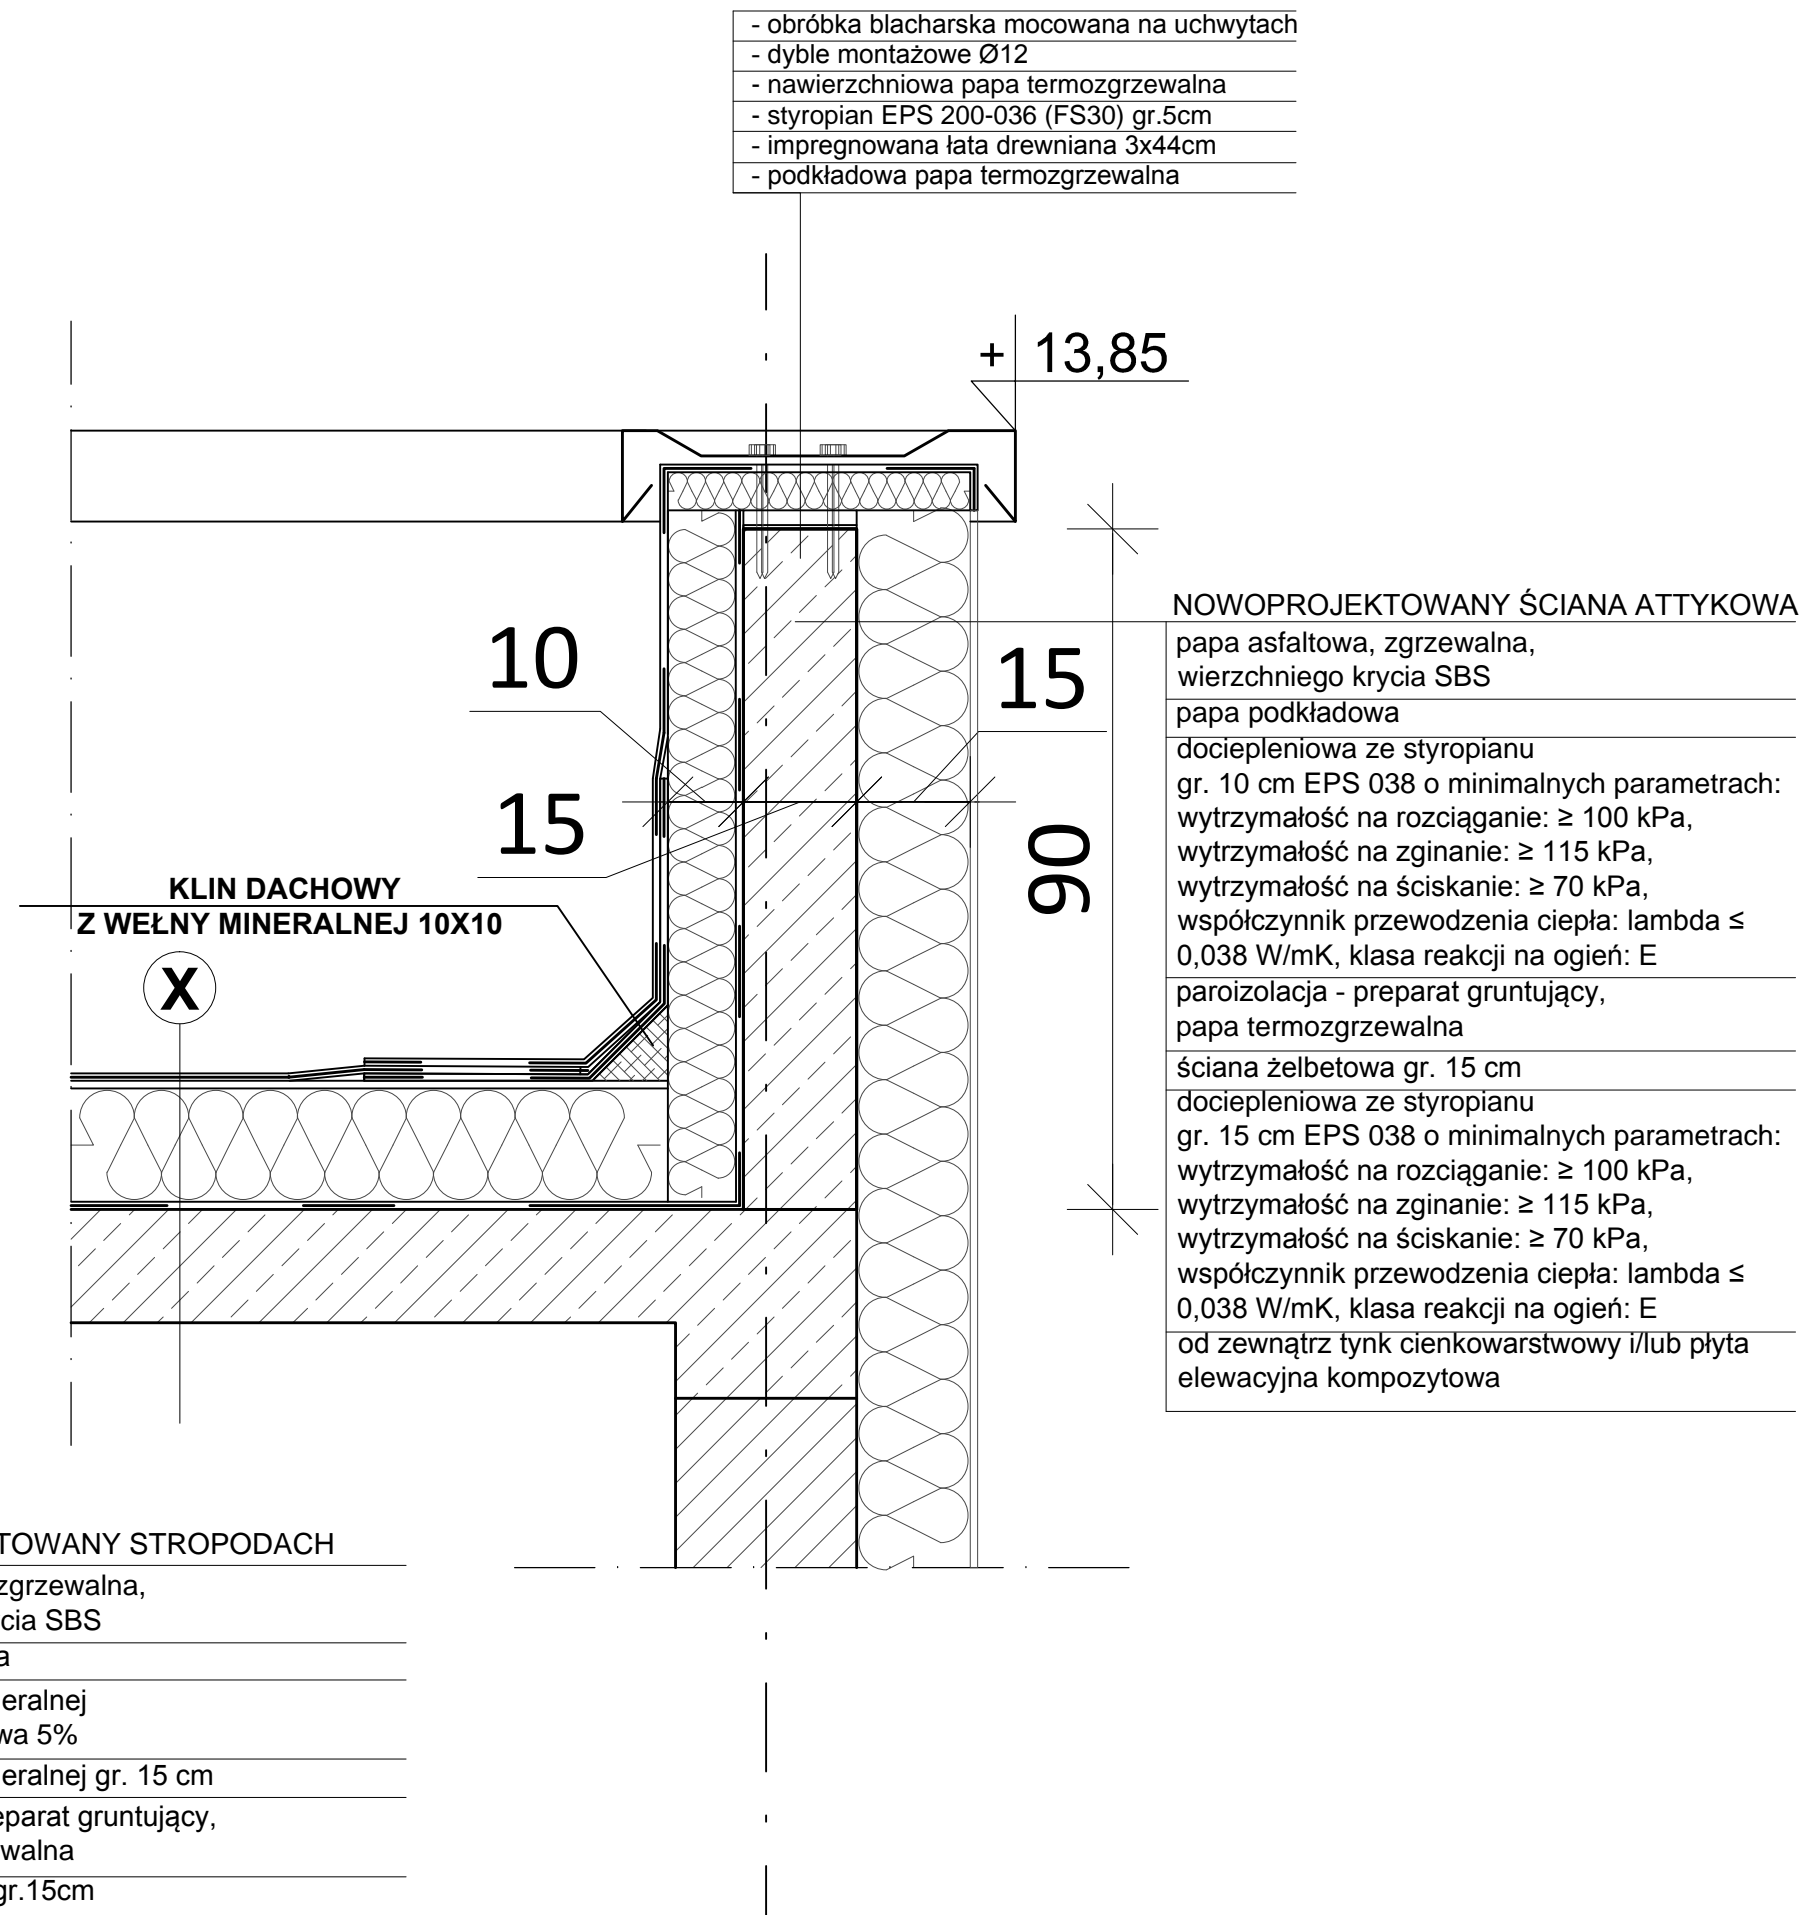 - obróbka blacharska mocowana na uchwytach
- dyble montażowe Ø12
- nawierzchniowa papa termozgrzewalna
- styropian EPS 200-036 (FS30) gr.5cm
- impregnowana łata drewniana 3x44cm
- podkładowa papa termozgrzewalna
+ 13,85
NOWOPROJEKTOWANY ŚCIANA ATTYKOWA
papa asfaltowa, zgrzewalna,
wierzchniego krycia SBS
papa podkładowa
dociepleniowa ze styropianu
gr. 10 cm EPS 038 o minimalnych parametrach:
wytrzymałość na rozciąganie: ≥ 100 kPa,
wytrzymałość na zginanie: ≥ 115 kPa,
wytrzymałość na ściskanie: ≥ 70 kPa,
współczynnik przewodzenia ciepła: lambda ≤
0,038 W/mK, klasa reakcji na ogień: E
paroizolacja - preparat gruntujący,
papa termozgrzewalna
ściana żelbetowa gr. 15 cm
dociepleniowa ze styropianu
gr. 15 cm EPS 038 o minimalnych parametrach:
wytrzymałość na rozciąganie: ≥ 100 kPa,
wytrzymałość na zginanie: ≥ 115 kPa,
wytrzymałość na ściskanie: ≥ 70 kPa,
współczynnik przewodzenia ciepła: lambda ≤
0,038 W/mK, klasa reakcji na ogień: E
od zewnątrz tynk cienkowarstwowy i/lub płyta
elewacyjna kompozytowa
10
15
15
90
KLIN DACHOWY
Z WEŁNY MINERALNEJ 10X10
X
TOWANY STROPODACH
zgrzewalna,
cia SBS
a
eralnej
wa 5%
eralnej gr. 15 cm
eparat gruntujący,
walna
gr.15cm